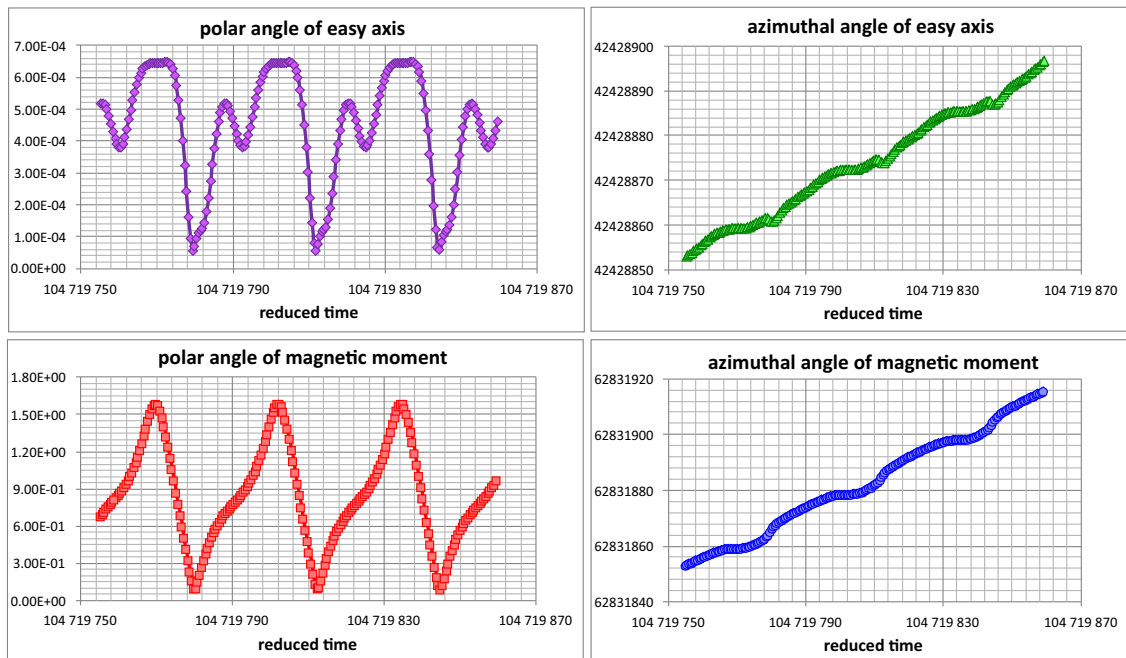 polar angle of easy axis
7.00E-04
6.00E-04
5.00E-04
4.00E-04
3.00E-04
2.00E-04
1.00E-04
0.00E+00
104 719 750 104 719 790 104 719 830 104 719 870
reduced time
azimuthal angle of easy axis
42428900
42428890
42428880
42428870
42428860
42428850
104 719 750 104 719 790 104 719 830 104 719 870
reduced time
polar angle of magnetic moment
1.80E+00
1.50E+00
1.20E+00
9.00E-01
6.00E-01
3.00E-01
0.00E+00
104 719 750 104 719 790 104 719 830 104 719 870
reduced time
azimuthal angle of magnetic moment
62831920
62831900
62831880
62831860
62831840
104 719 750 104 719 790 104 719 830 104 719 870
reduced time